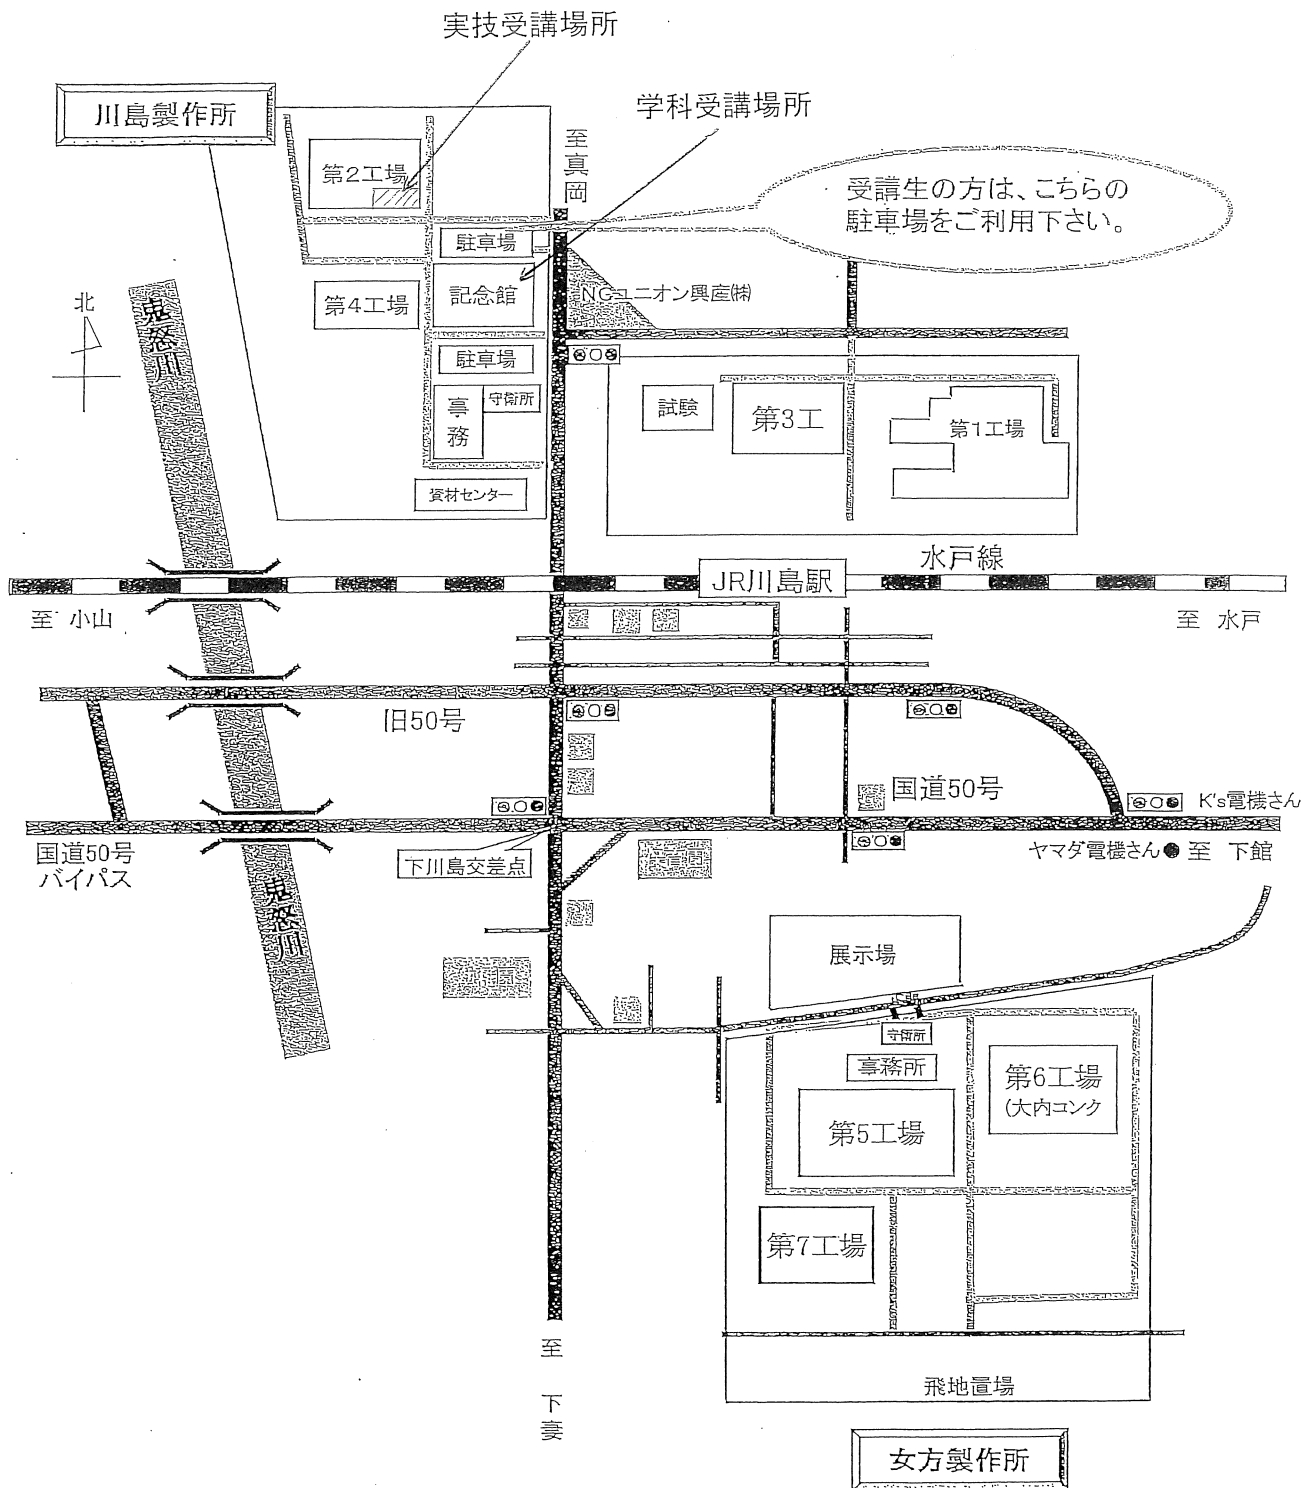 実技受講場所
川島製作所
学科受講場所
至真岡
第2工場
受講生の方は、こちらの
駐車場をご利用下さい。
駐車場
北
鬼怒川
第4工場
記念館
NCユニオン興産㈱
駐車場
事務
守衛所
試験
第3工
第1工場
資材センター
水戸線
JR川島駅
至 小山
至 水戸
旧50号
国道50号
K's電機さん
国道50号
バイパス
下川島交差点
ヤマダ電機さん●至 下館
鬼怒川
展示場
守衛所
事務所
第6工場
(大内コンク
第5工場
第7工場
至 下妻
飛地置場
女方製作所